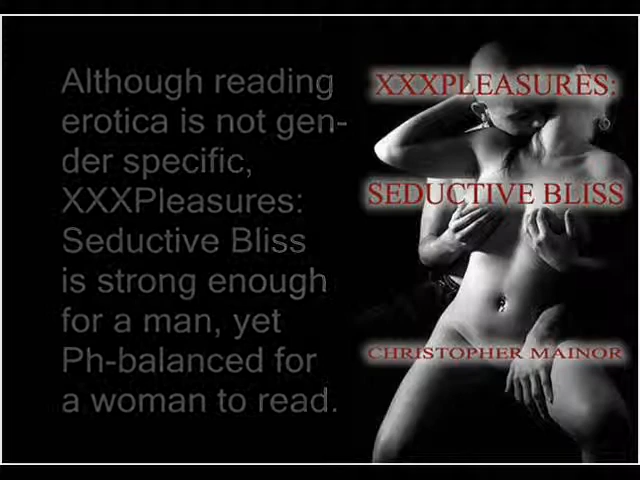 Although reading
erotica is not gen-
der specific,
XXXPleasures:
Seductive Bliss
is strong enough
for a man, yet
Ph-balanced for
a woman to read.
XXXPLEASURES:
SEDUCTIVE BLISS
CHRISTOPHER MAINOR